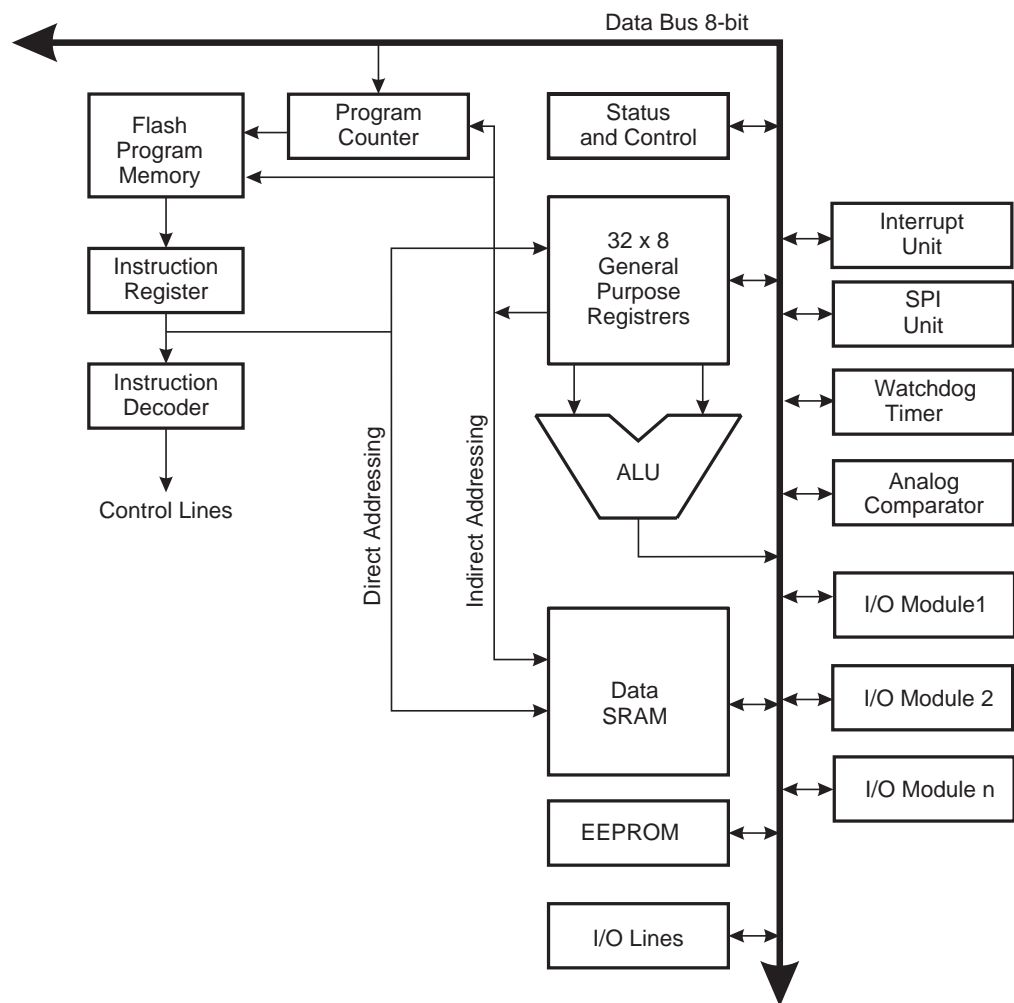 Data Bus 8-bit
Flash
Program
Memory
Program
Counter
Status
and Control
Instruction
Register
32 x 8
General
Purpose
Registrers
Interrupt
Unit
SPI
Unit
Instruction
Decoder
Watchdog
Timer
Control Lines
Direct Addressing
Indirect Addressing
ALU
Analog
Comparator
I/O Module1
Data
SRAM
I/O Module 2
I/O Module n
EEPROM
I/O Lines